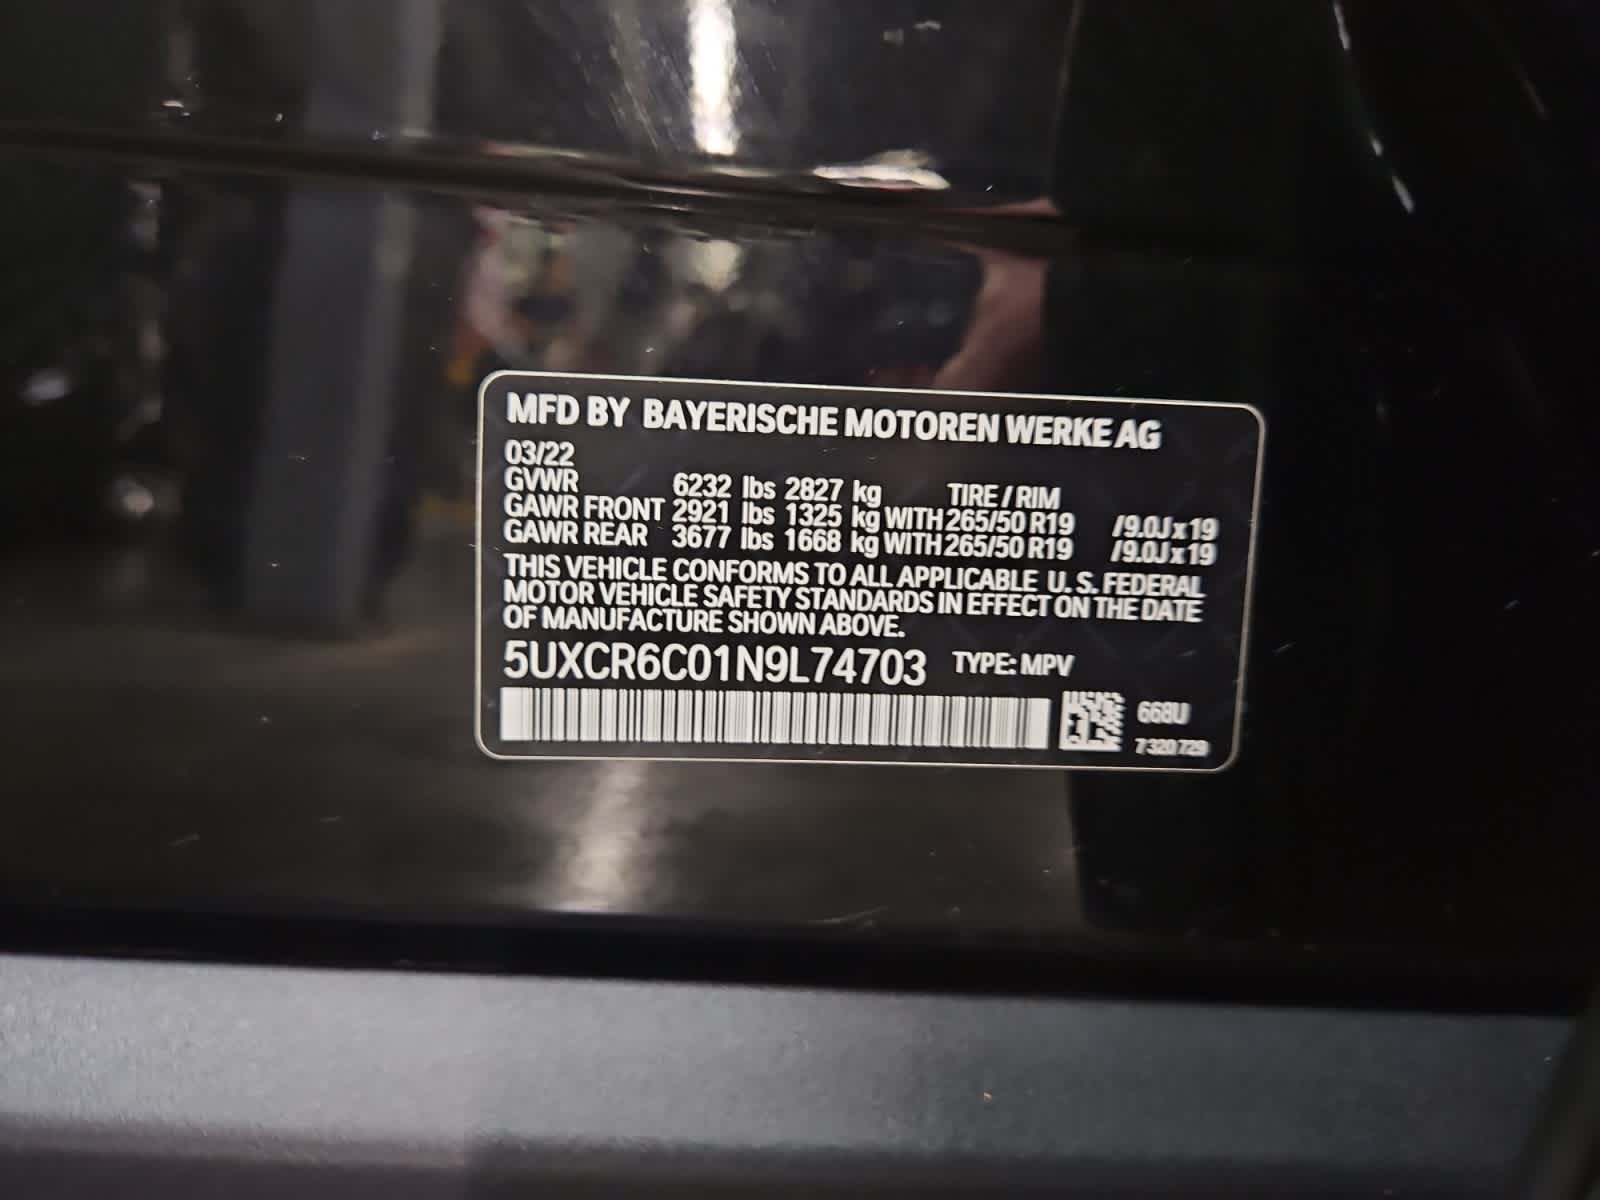 MFD BY BAYERISCHE MOTOREN WERKE AG
03/22
GVWR 6232 lbs 2827 kg TIRE / RIM
GAWR FRONT 2921 lbs 1325 kg WITH 265/50 R19 /9.0J x 19
GAWR REAR 3677 lbs 1668 kg WITH 265/50 R19 /9.0J x 19
THIS VEHICLE CONFORMS TO ALL APPLICABLE U.S. FEDERAL
MOTOR VEHICLE SAFETY STANDARDS IN EFFECT ON THE DATE
OF MANUFACTURE SHOWN ABOVE.
5UXCR6C01N9L74703 TYPE: MPV
668U
7 320 729